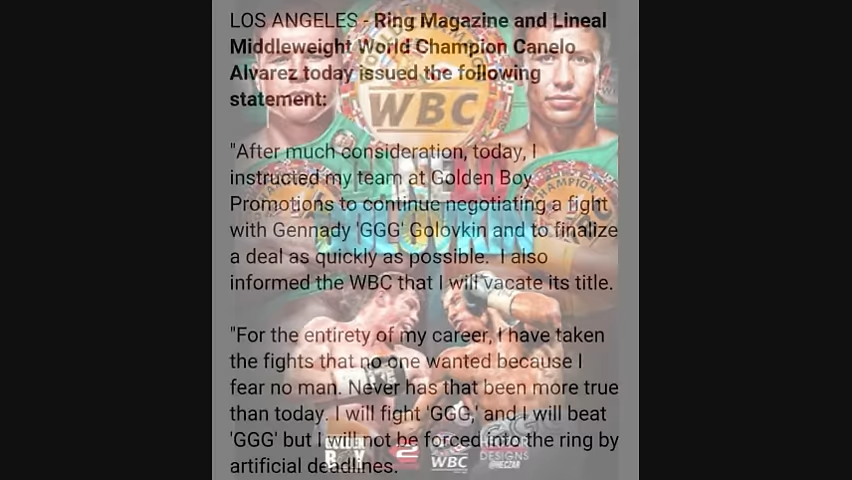 LOS ANGELES - Ring Magazine and Lineal
Middleweight World Champion Canelo
Alvarez today issued the following
statement:
"After much consideration, today, I
instructed my team at Golden Boy
Promotions to continue negotiating a fight
with Gennady 'GGG' Golovkin and to finalize
a deal as quickly as possible. I also
informed the WBC that I will vacate its title.
"For the entirety of my career, I have taken
the fights that no one wanted because I
fear no man. Never has that been more true
than today. I will fight 'GGG,' and I will beat
'GGG' but I will not be forced into the ring by
artificial deadlines.
WBC
GOLOVKIN
WBC
DESIGNS